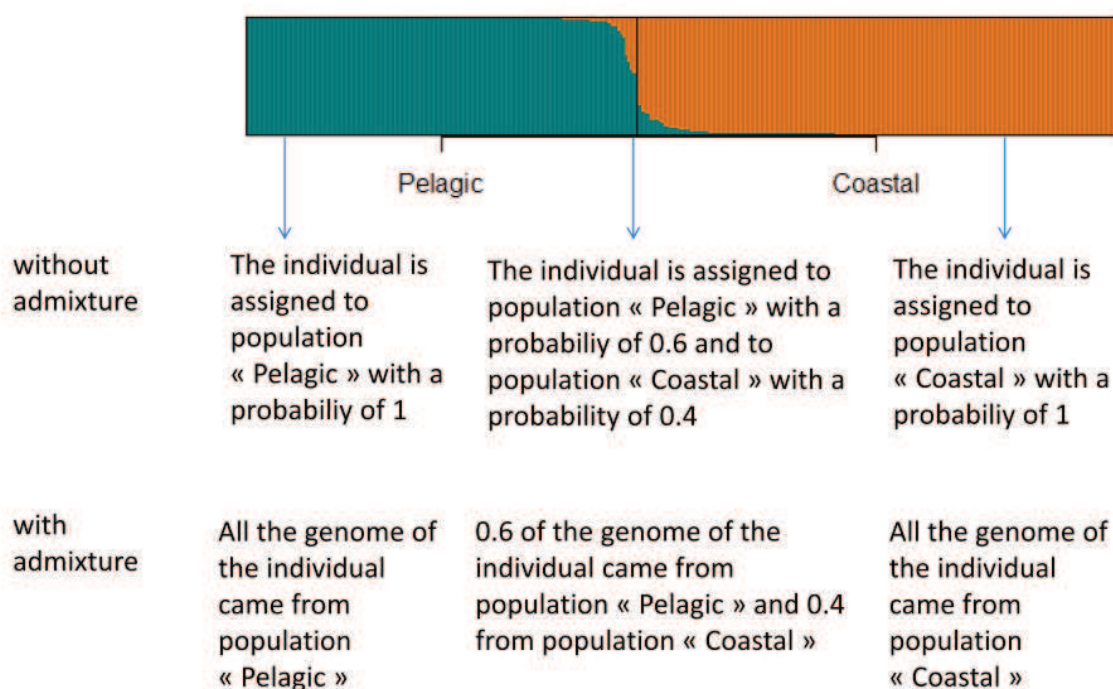 Pelagic
Coastal
without
admixture
The individual is
assigned to
population
« Pelagic » with a
probabiliy of 1
The individual is assigned to
population « Pelagic » with a
probabiliy of 0.6 and to
population « Coastal » with a
probability of 0.4
The individual is
assigned to
population
« Coastal » with a
probabiliy of 1
with
admixture
All the genome of
the individual
came from
population
« Pelagic »
0.6 of the genome of the
individual came from
population « Pelagic » and 0.4
from population « Coastal »
All the genome of
the individual
came from
population
« Coastal »